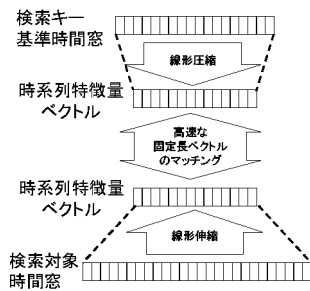 検索キー
基準時間窓
線形圧縮
時系列特徴量
ベクトル
高速な
固定長ベクトル
のマッチング
時系列特徴量
ベクトル
線形伸縮
検索対象
時間窓